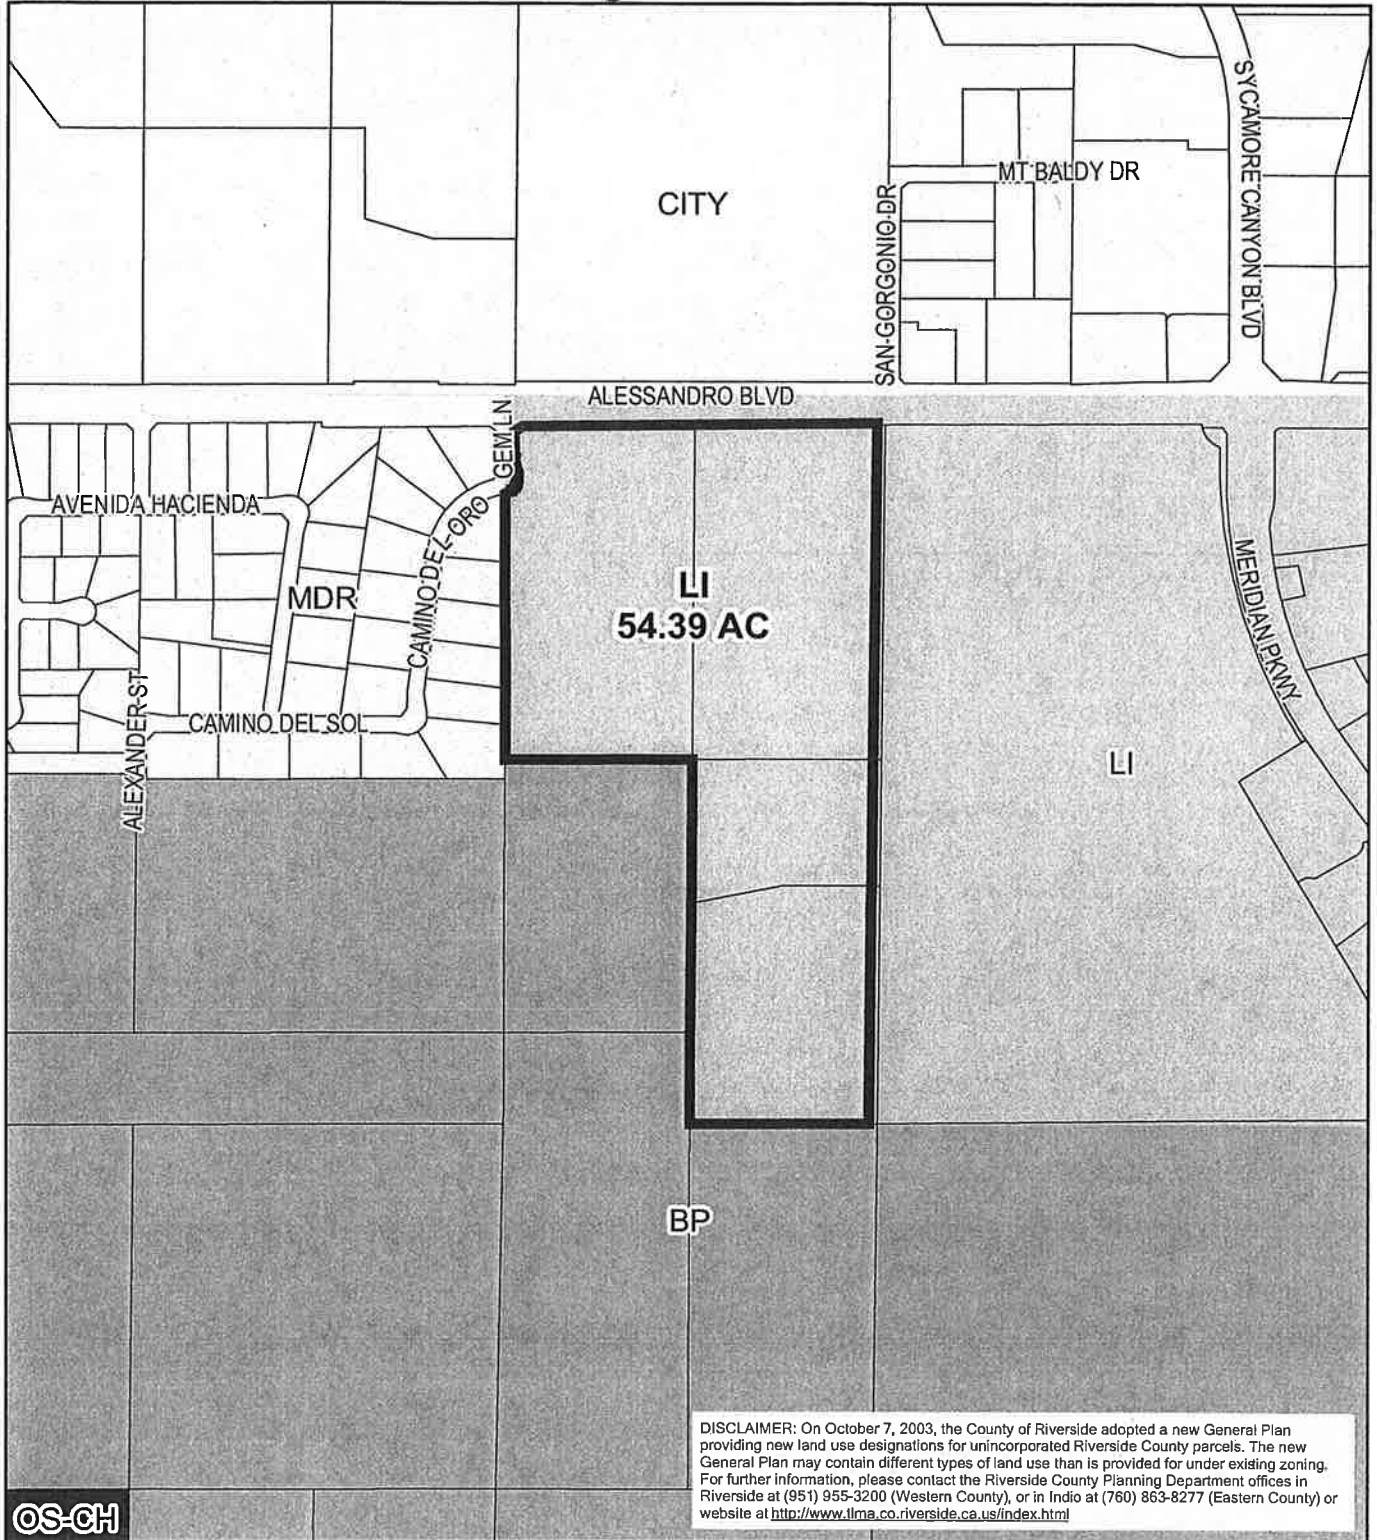 SYCAMORE CANYON BLVD
MT BALDY DR
CITY
SAN GORGONIO DR
ALESSANDRO BLVD
GEM LN
AVENIDA HACIENDA
CAMINO DEL ORO
MDR
LI
54.39 AC
MERIDIAN PKWY
ALEXANDER ST
CAMINO DEL SOL
LI
BP
OS-CH
DISCLAIMER: On October 7, 2003, the County of Riverside adopted a new General Plan
providing new land use designations for unincorporated Riverside County parcels. The new
General Plan may contain different types of land use than is provided for under existing zoning.
For further information, please contact the Riverside County Planning Department offices in
Riverside at (951) 955-3200 (Western County), or in Indio at (760) 863-8277 (Eastern County) or
website at http://www.tlma.co.riverside.ca.us/index.html